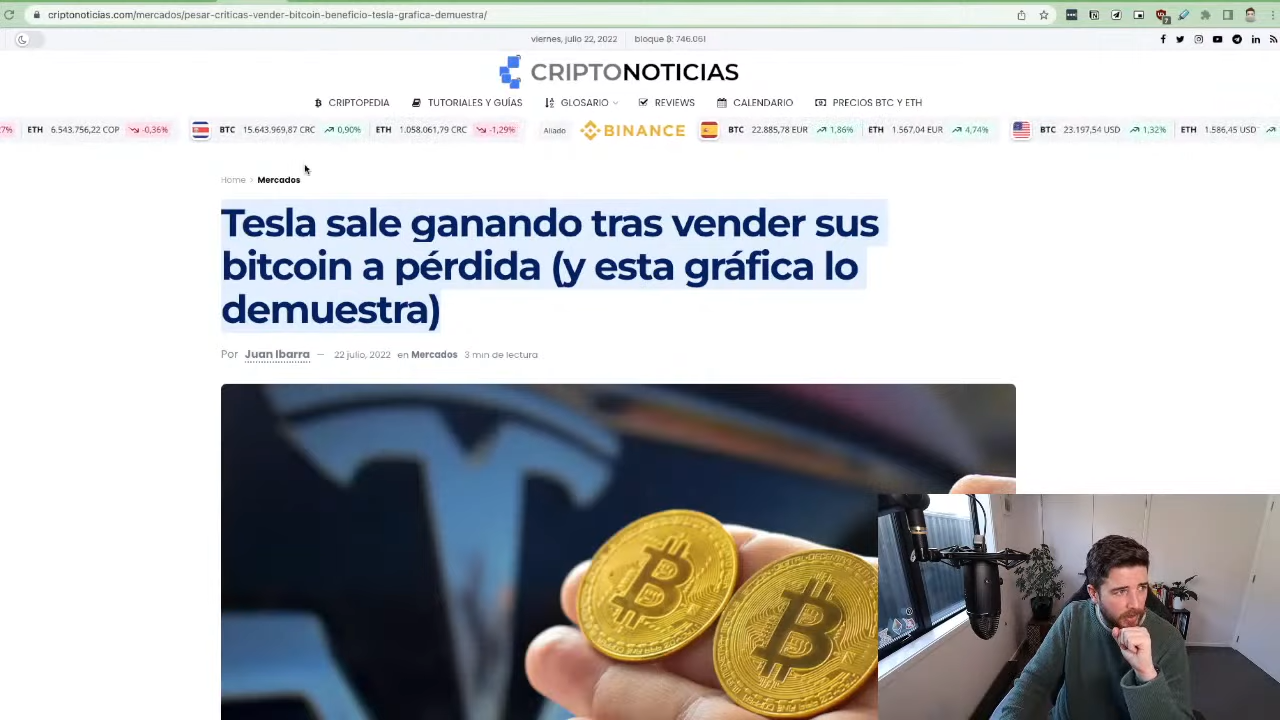 criptonoticias.com/mercados/pesar-criticas-vender-bitcoin-beneficio-tesla-grafica-demuestra/
viernes, julio 22, 2022 bloque ₿: 746.061
CRIPTONOTICIAS
CRIPTOPEDIA TUTORIALES Y GUÍAS GLOSARIO REVIEWS CALENDARIO PRECIOS BTC Y ETH
7% ETH 6.543.756,22 COP -0,36% BTC 15.643.969,87 CRC 0,90% ETH 1.058.061,79 CRC -1,29% Aliado BINANCE BTC 22.885,78 EUR 1,86% ETH 1.567,04 EUR 4,74% BTC 23.197,54 USD 1,32% ETH 1.586,45 USD
Home > Mercados
Tesla sale ganando tras vender sus
bitcoin a pérdida (y esta gráfica lo
demuestra)
Por Juan Ibarra — 22 julio, 2022 en Mercados 3 min de lectura